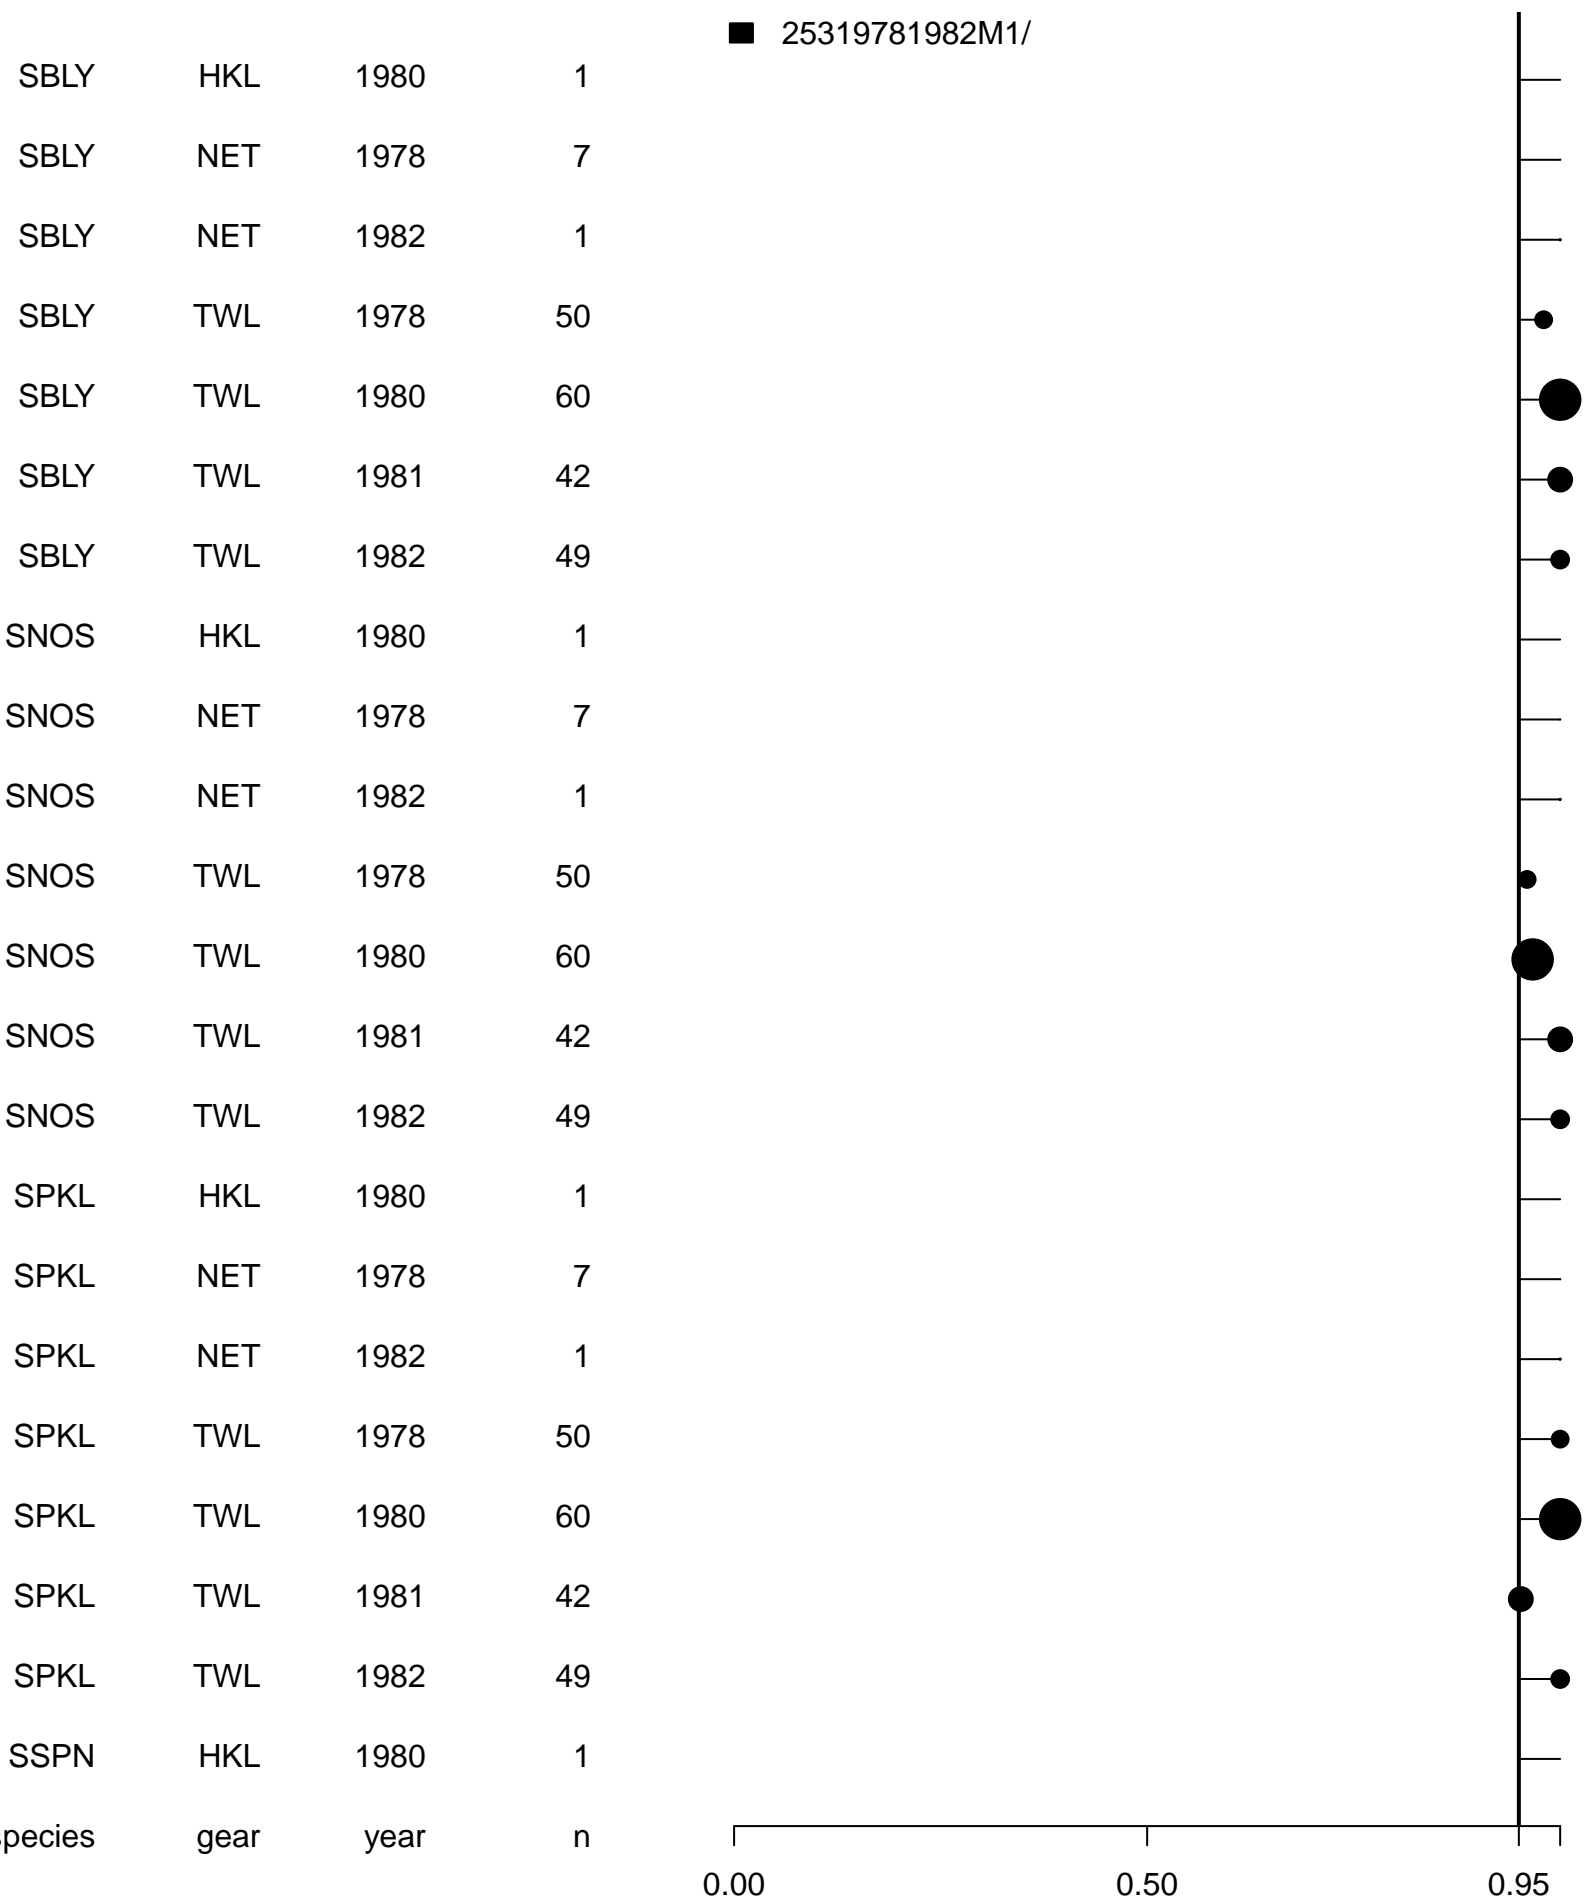 25319781982M1/
SBLY HKL 1980 1
SBLY NET 1978 7
SBLY NET 1982 1
SBLY TWL 1978 50
SBLY TWL 1980 60
SBLY TWL 1981 42
SBLY TWL 1982 49
SNOS HKL 1980 1
SNOS NET 1978 7
SNOS NET 1982 1
SNOS TWL 1978 50
SNOS TWL 1980 60
SNOS TWL 1981 42
SNOS TWL 1982 49
SPKL HKL 1980 1
SPKL NET 1978 7
SPKL NET 1982 1
SPKL TWL 1978 50
SPKL TWL 1980 60
SPKL TWL 1981 42
SPKL TWL 1982 49
SSPN HKL 1980 1
pecies gear year n
0.00 0.50 0.95